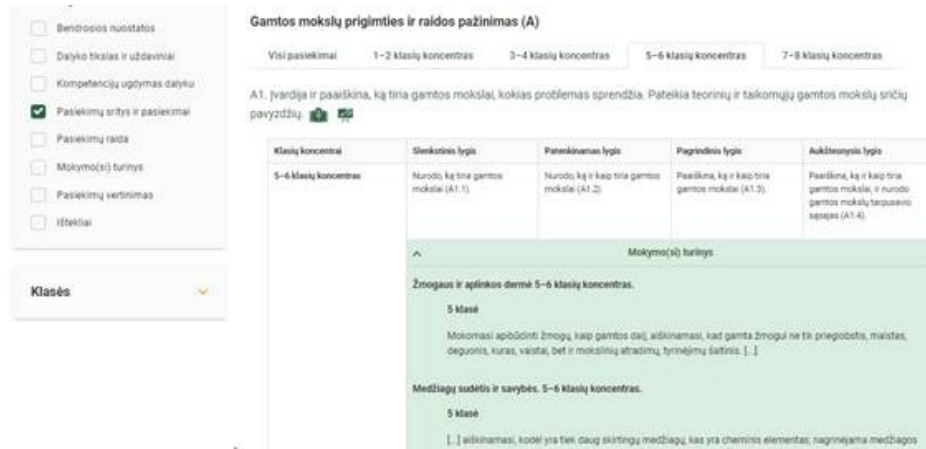 Bendrosios nuostatos
Dalyko tikslas ir uždaviniai
Kompetencijų ugdymas dalyku
Pasiekimų sritys ir pasiekimai
Pasiekimų raida
Mokymo(si) turinys
Pasiekimų vertinimas
Ištekliai
Klasės
Gamtos mokslų prigimties ir raidos pažinimas (A)
Visi pasiekimai 1–2 klasių koncentras 3–4 klasių koncentras 5–6 klasių koncentras 7–8 klasių koncentras
A1. Įvardija ir paaiškina, ką tiria gamtos mokslai, kokias problemas sprendžia. Pateikia teorinių ir taikomųjų gamtos mokslų sričių
pavyzdžių.
Klasių koncentrai Slenkstinis lygis Patenkinamas lygis Pagrindinis lygis Aukštesnysis lygis
5–6 klasių koncentras Nurodo, ką tiria gamtos Nurodo, ką ir kaip tiria gamtos Paaiškina, ką ir kaip tiria Paaiškina, ką ir kaip tiria
mokslai (A1.1). mokslai (A1.2). gamtos mokslai (A1.3). gamtos mokslai, ir nurodo
gamtos mokslų tarpusavio
sąsajas (A1.4).
Mokymo(si) turinys
Žmogaus ir aplinkos dermė 5–6 klasių koncentras.
5 klasė
Mokomasi apibūdinti žmogų, kaip gamtos dalį, aiškinamasi, kad gamta žmogui ne tik prieglobstis, maistas,
deguonis, kuras, vaistai, bet ir mokslinių atradimų, tyrinėjimų šaltinis. [...]
Medžiagų sudėtis ir savybės. 5–6 klasių koncentras.
5 klasė
[...] aiškinamasi, kodėl yra tiek daug skirtingų medžiagų, kas yra cheminis elementas; nagrinėjama medžiagos